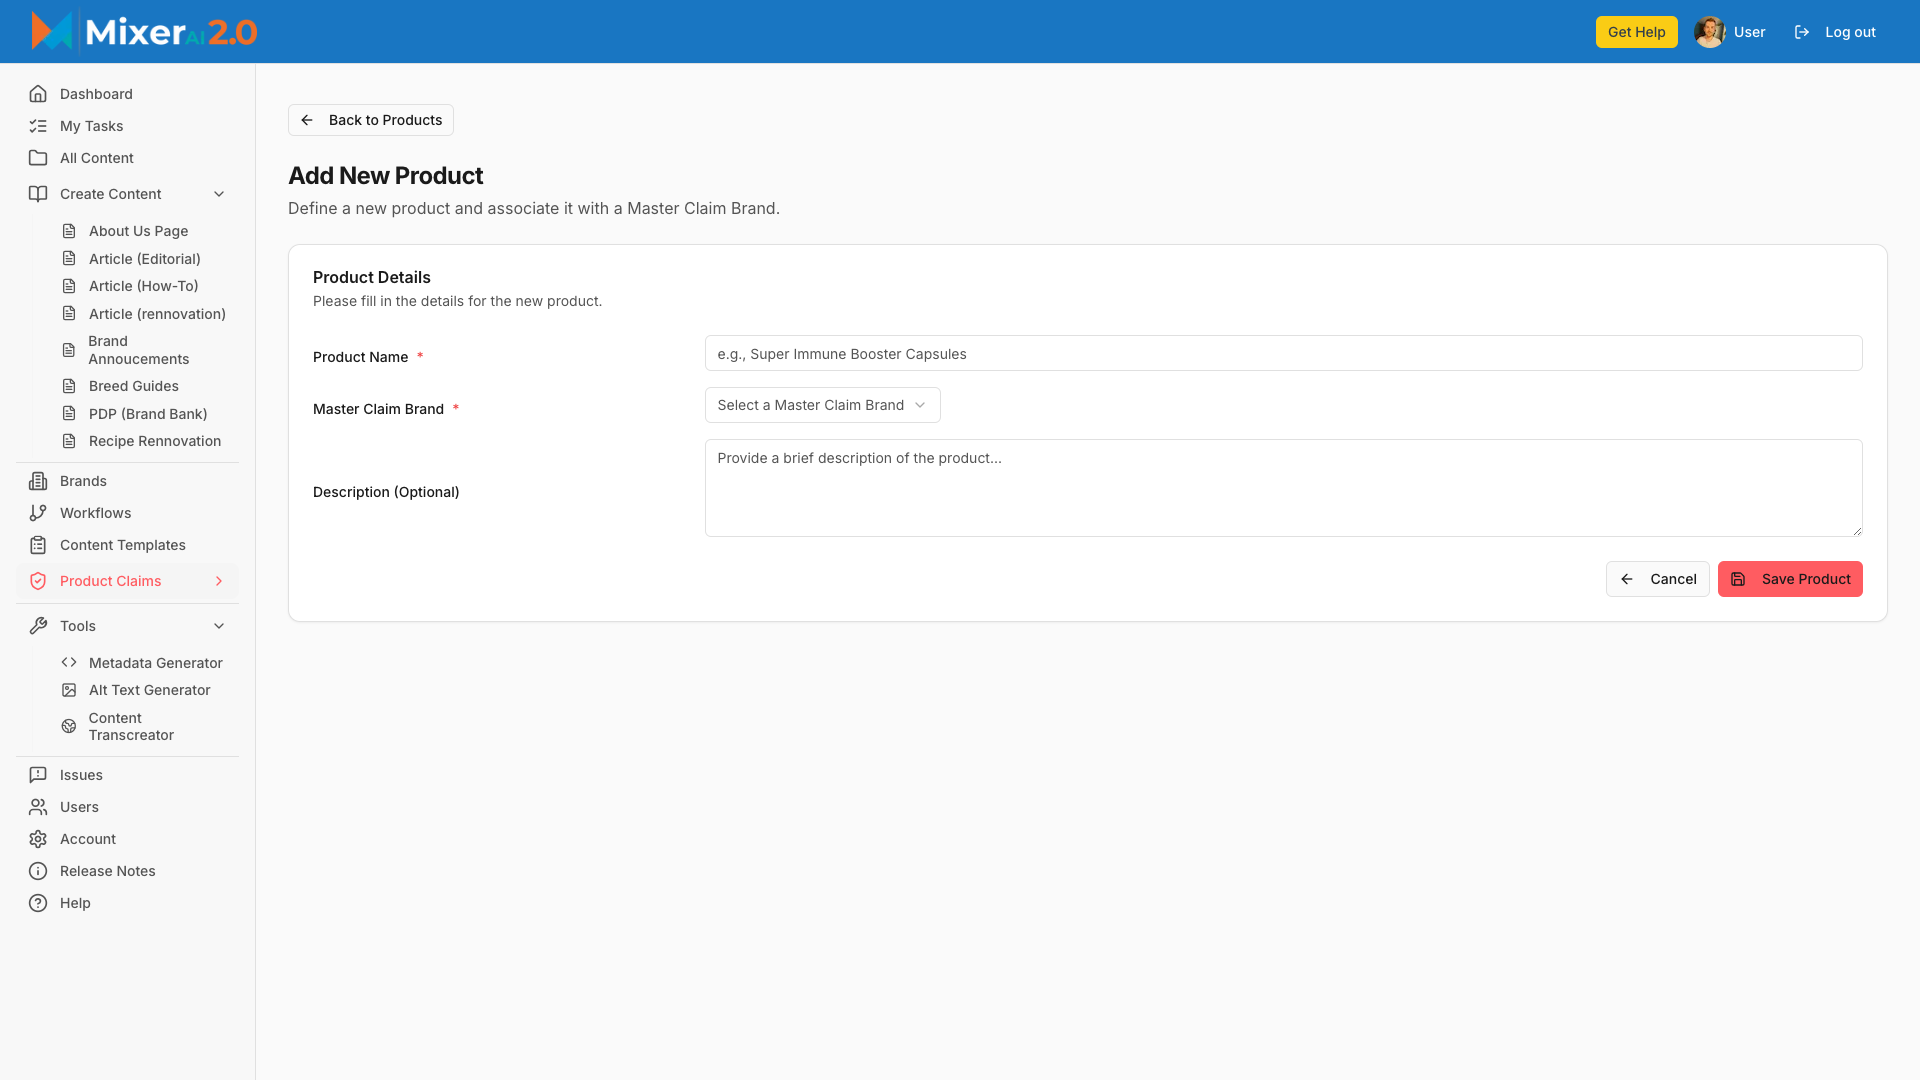 MixerAI 2.0
Get Help
User
Log out
Dashboard
My Tasks
All Content
Create Content
About Us Page
Article (Editorial)
Article (How-To)
Article (rennovation)
Brand
Annoucements
Breed Guides
PDP (Brand Bank)
Recipe Rennovation
Brands
Workflows
Content Templates
Product Claims
Tools
Metadata Generator
Alt Text Generator
Content
Transcreator
Issues
Users
Account
Release Notes
Help
Back to Products
Add New Product
Define a new product and associate it with a Master Claim Brand.
Product Details
Please fill in the details for the new product.
Product Name *
e.g., Super Immune Booster Capsules
Master Claim Brand *
Select a Master Claim Brand
Description (Optional)
Provide a brief description of the product...
Cancel
Save Product